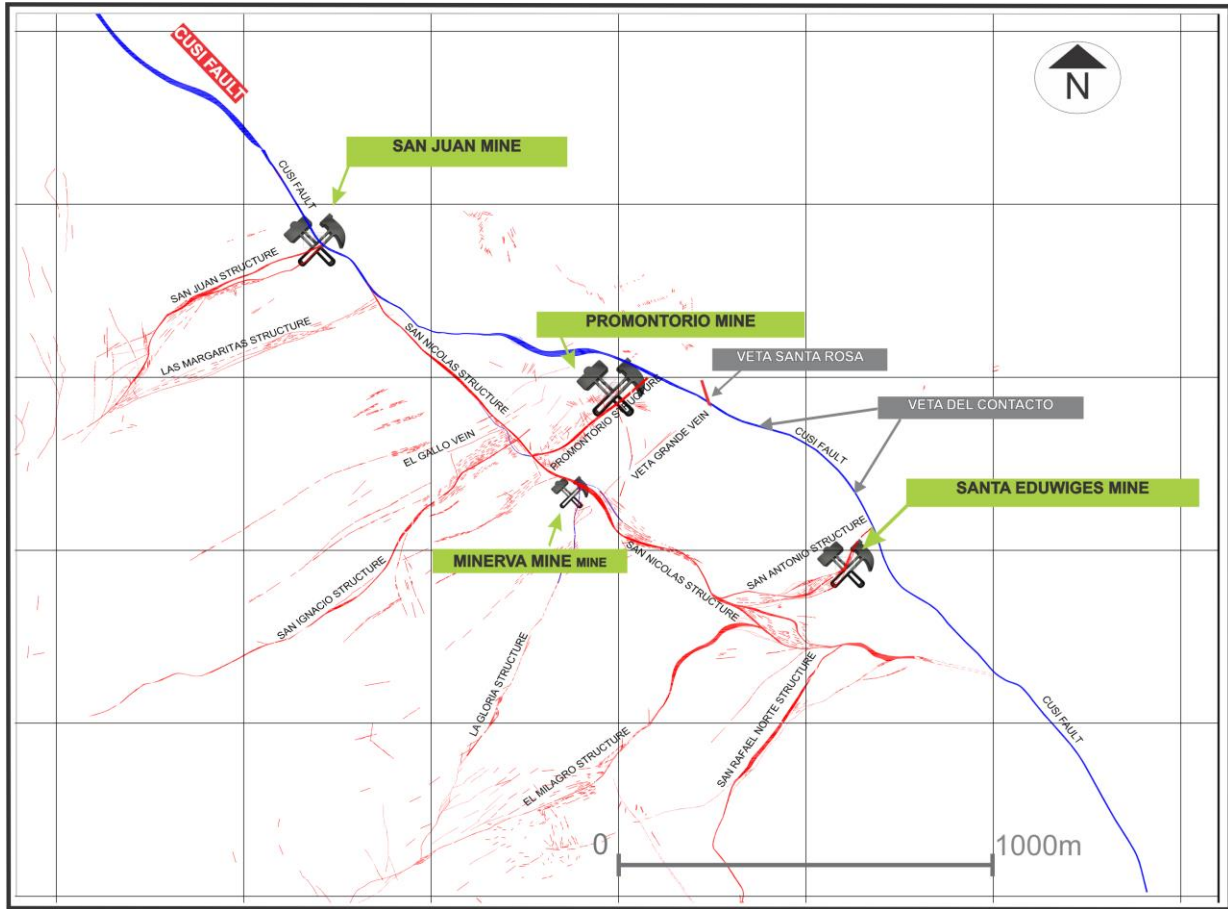 CUSI FAULT
N
SAN JUAN MINE
CUSI FAULT
SAN JUAN STRUCTURE
LAS MARGARITAS STRUCTURE
PROMONTORIO MINE
SAN NICOLAS STRUCTURE
VETA SANTA ROSA
VETA DEL CONTACTO
PROMONTORIO STRUCTURE
EL GALLO VEIN
VETA GRANDE VEIN
CUSI FAULT
SANTA EDUWIGES MINE
MINERVA MINE MINE
SAN NICOLAS STRUCTURE
SAN ANTONIO STRUCTURE
SAN IGNACIO STRUCTURE
LA GLORIA STRUCTURE
SAN RAFAEL NORTE STRUCTURE
CUSI FAULT
EL MILAGRO STRUCTURE
0
1000m